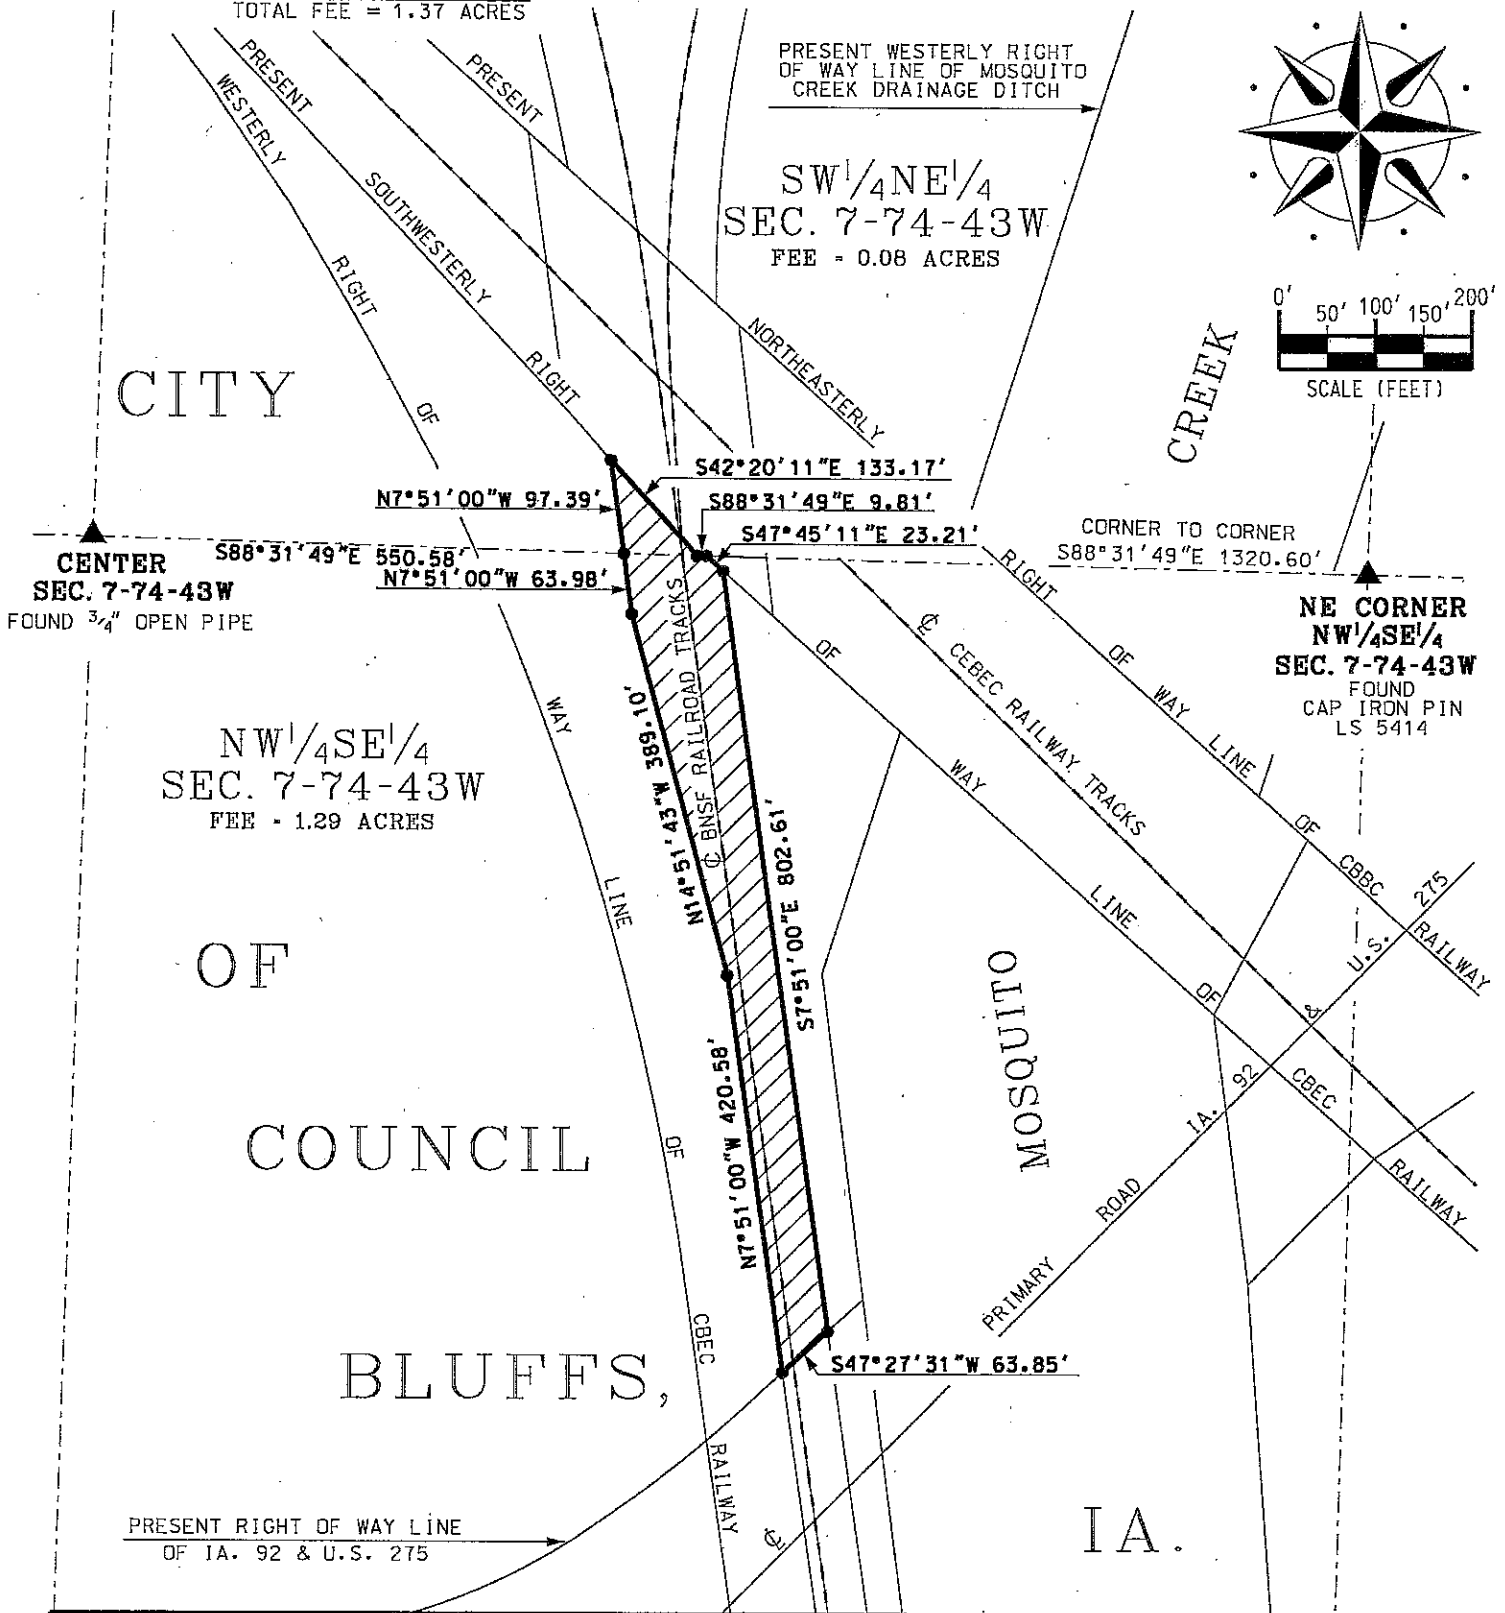 TOTAL FEE = 1.37 ACRES
PRESENT WESTERLY RIGHT
OF WAY LINE OF MOSQUITO
CREEK DRAINAGE DITCH
SW1/4NE1/4
SEC. 7-74-43W
FEE = 0.08 ACRES
0' 50' 100' 150' 200'
SCALE (FEET)
WESTERLY RIGHT OF WAY LINE OF CBEC RAILWAY
PRESENT SOUTHWESTERLY RIGHT OF WAY LINE OF CBEC RAILWAY
PRESENT NORTHEASTERLY RIGHT OF WAY LINE OF CBBC RAILWAY
CITY
CREEK
S42°20'11"E 133.17'
N7°51'00"W 97.39'
S88°31'49"E 9.81'
S47°45'11"E 23.21'
CORNER TO CORNER
S88°31'49"E 1320.60'
S88°31'49"E 550.58'
N7°51'00"W 63.98'
CENTER
SEC. 7-74-43W
FOUND 3/4" OPEN PIPE
NE CORNER
NW1/4SE1/4
SEC. 7-74-43W
FOUND
CAP IRON PIN
LS 5414
℄ CEBEC RAILWAY TRACKS
℄ BNSF RAILROAD TRACKS
NW1/4SE1/4
SEC. 7-74-43W
FEE = 1.29 ACRES
N14°51'43"W 389.10'
S7°51'00"E 802.61'
N7°51'00"W 420.58'
OF
MOSQUITO
COUNCIL
℄ PRIMARY ROAD IA. 92 & U.S. 275
BLUFFS,
S47°27'31"W 63.85'
PRESENT RIGHT OF WAY LINE
OF IA. 92 & U.S. 275
IA.